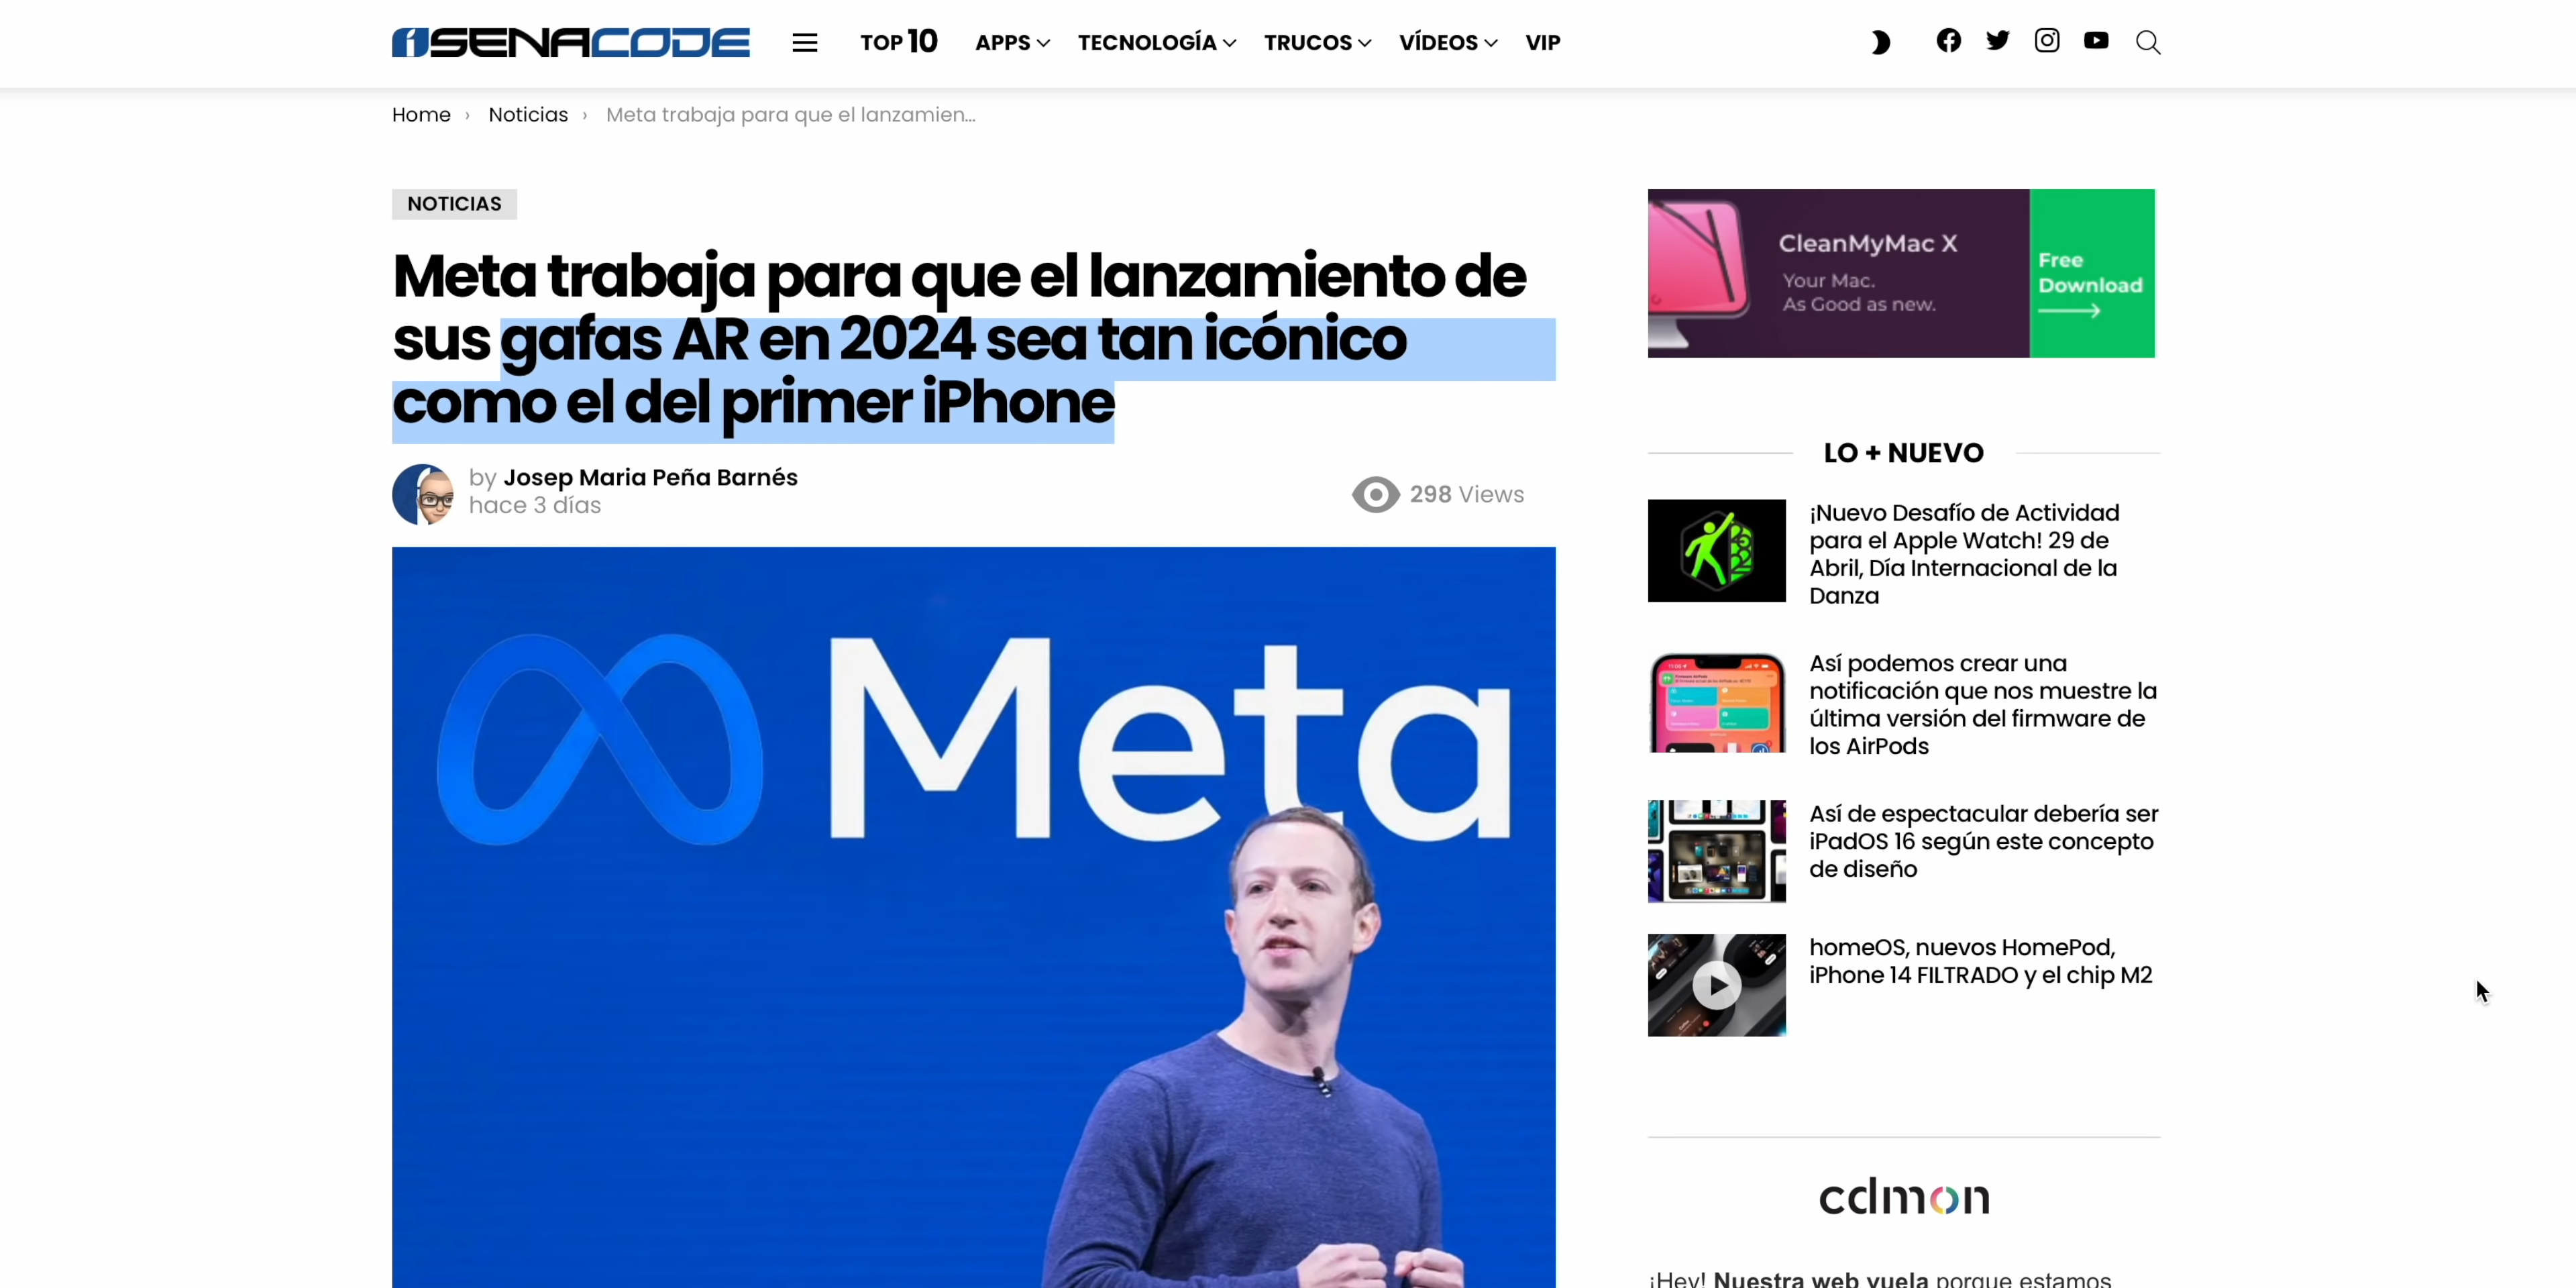 iSENACODE
TOP 10 APPS TECNOLOGÍA TRUCOS VÍDEOS VIP
Home › Noticias › Meta trabaja para que el lanzamien...
NOTICIAS
Meta trabaja para que el lanzamiento de
sus gafas AR en 2024 sea tan icónico
como el del primer iPhone
by Josep Maria Peña Barnés
hace 3 días
298 Views
Meta
CleanMyMac X
Your Mac.
As Good as new.
Free
Download
LO + NUEVO
¡Nuevo Desafío de Actividad
para el Apple Watch! 29 de
Abril, Día Internacional de la
Danza
Así podemos crear una
notificación que nos muestre la
última versión del firmware de
los AirPods
Así de espectacular debería ser
iPadOS 16 según este concepto
de diseño
homeOS, nuevos HomePod,
iPhone 14 FILTRADO y el chip M2
cdmon
¡Hey! Nuestra web vuela porque estamos